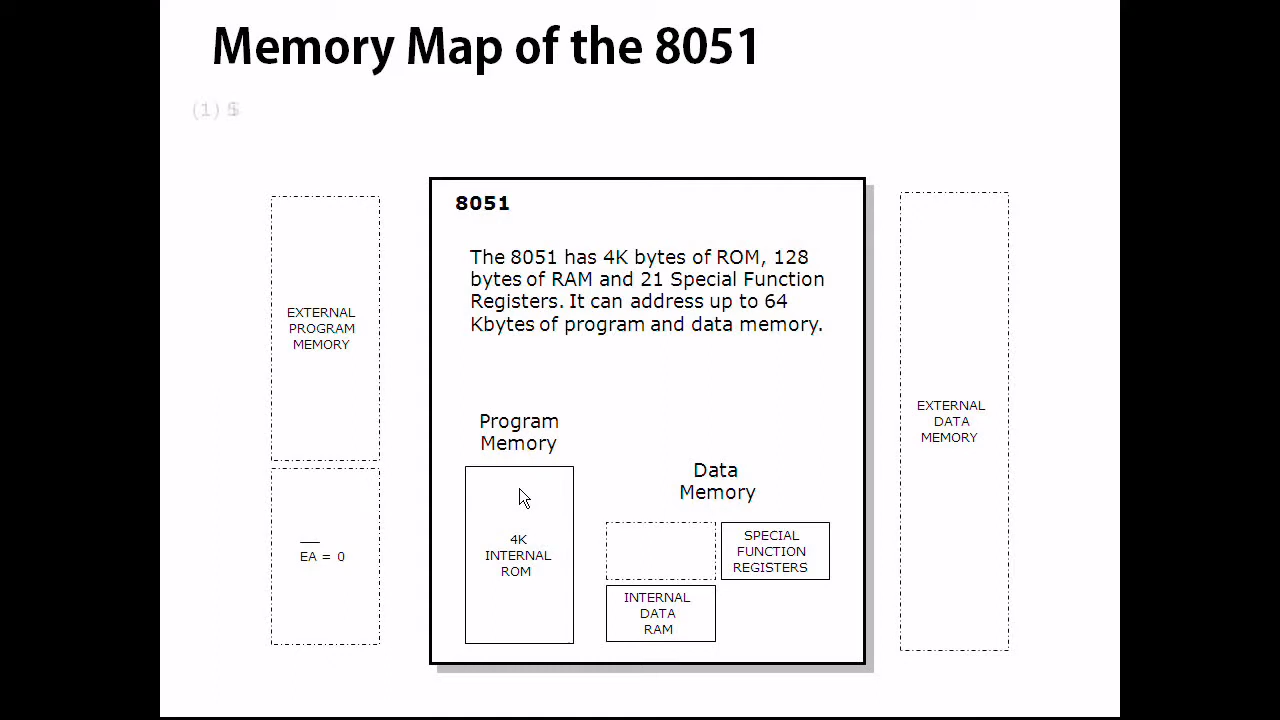 Memory Map of the 8051
(1)
8051
The 8051 has 4K bytes of ROM, 128
bytes of RAM and 21 Special Function
Registers. It can address up to 64
Kbytes of program and data memory.
EXTERNAL
PROGRAM
MEMORY
EXTERNAL
DATA
MEMORY
Program
Memory
Data
Memory
4K
INTERNAL
ROM
SPECIAL
FUNCTION
REGISTERS
EA = 0
INTERNAL
DATA
RAM